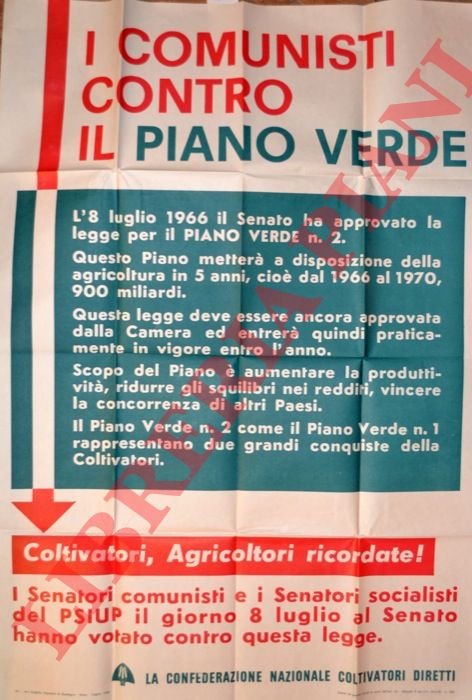 I COMUNISTI
CONTRO
IL PIANO VERDE
L'8 luglio 1966 il Senato ha approvato la
legge per il PIANO VERDE n. 2.
Questo Piano metterà a disposizione della
agricoltura in 5 anni, cioè dal 1966 al 1970,
900 miliardi.
Questa legge deve essere ancora approvata
dalla Camera ed entrerà quindi pratica-
mente in vigore entro l'anno.
Scopo del Piano è aumentare la produtti-
vità, ridurre gli squilibri nei redditi, vincere
la concorrenza di altri Paesi.
Il Piano Verde n. 2 come il Piano Verde n. 1
rappresentano due grandi conquiste della
Coltivatori.
Coltivatori, Agricoltori ricordate!
I Senatori comunisti e i Senatori socialisti
del PSIUP il giorno 8 luglio al Senato
hanno votato contro questa legge.
LA CONFEDERAZIONE NAZIONALE COLTIVATORI DIRETTI
LIBRERIA PIANI